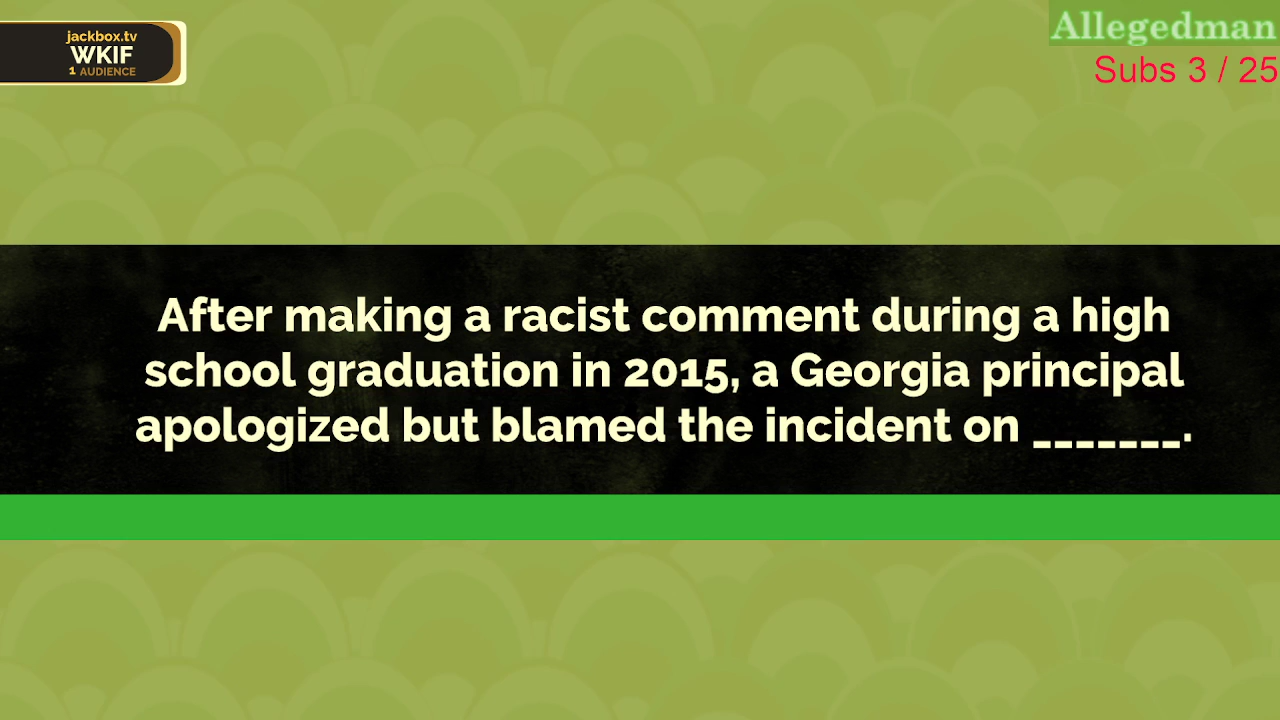 jackbox.tv
WKIF
1 AUDIENCE
Allegedman
Subs 3 / 25
After making a racist comment during a high
school graduation in 2015, a Georgia principal
apologized but blamed the incident on _______.